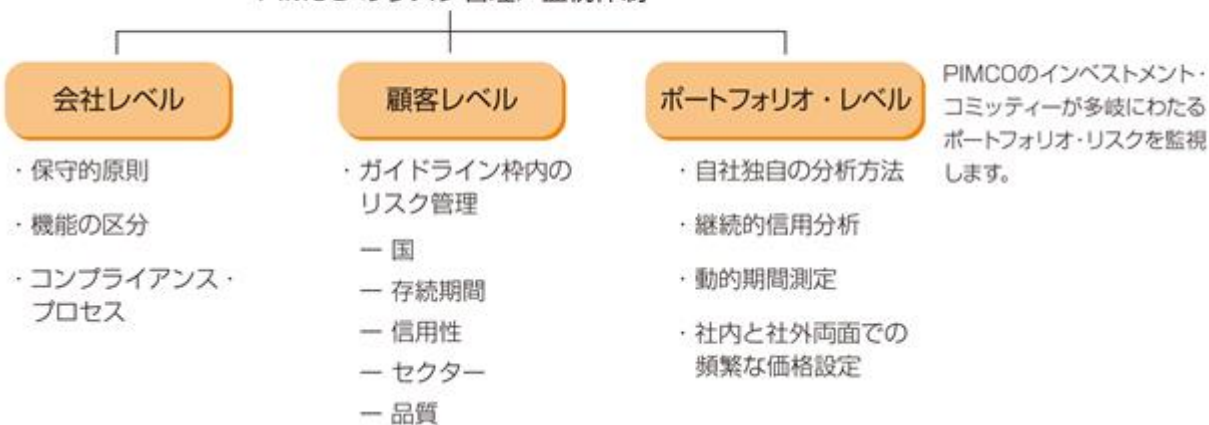 会社レベル
・保守的原則
・機能の区分
・コンプライアンス・
プロセス
顧客レベル
・ガイドライン枠内の
リスク管理
― 国
― 存続期間
― 信用性
― セクター
― 品質
ポートフォリオ・レベル
・自社独自の分析方法
・継続的信用分析
・動的期間測定
・社内と社外両面での
頻繁な価格設定
PIMCOのインベストメント・
コミッティーが多岐にわたる
ポートフォリオ・リスクを監視
します。